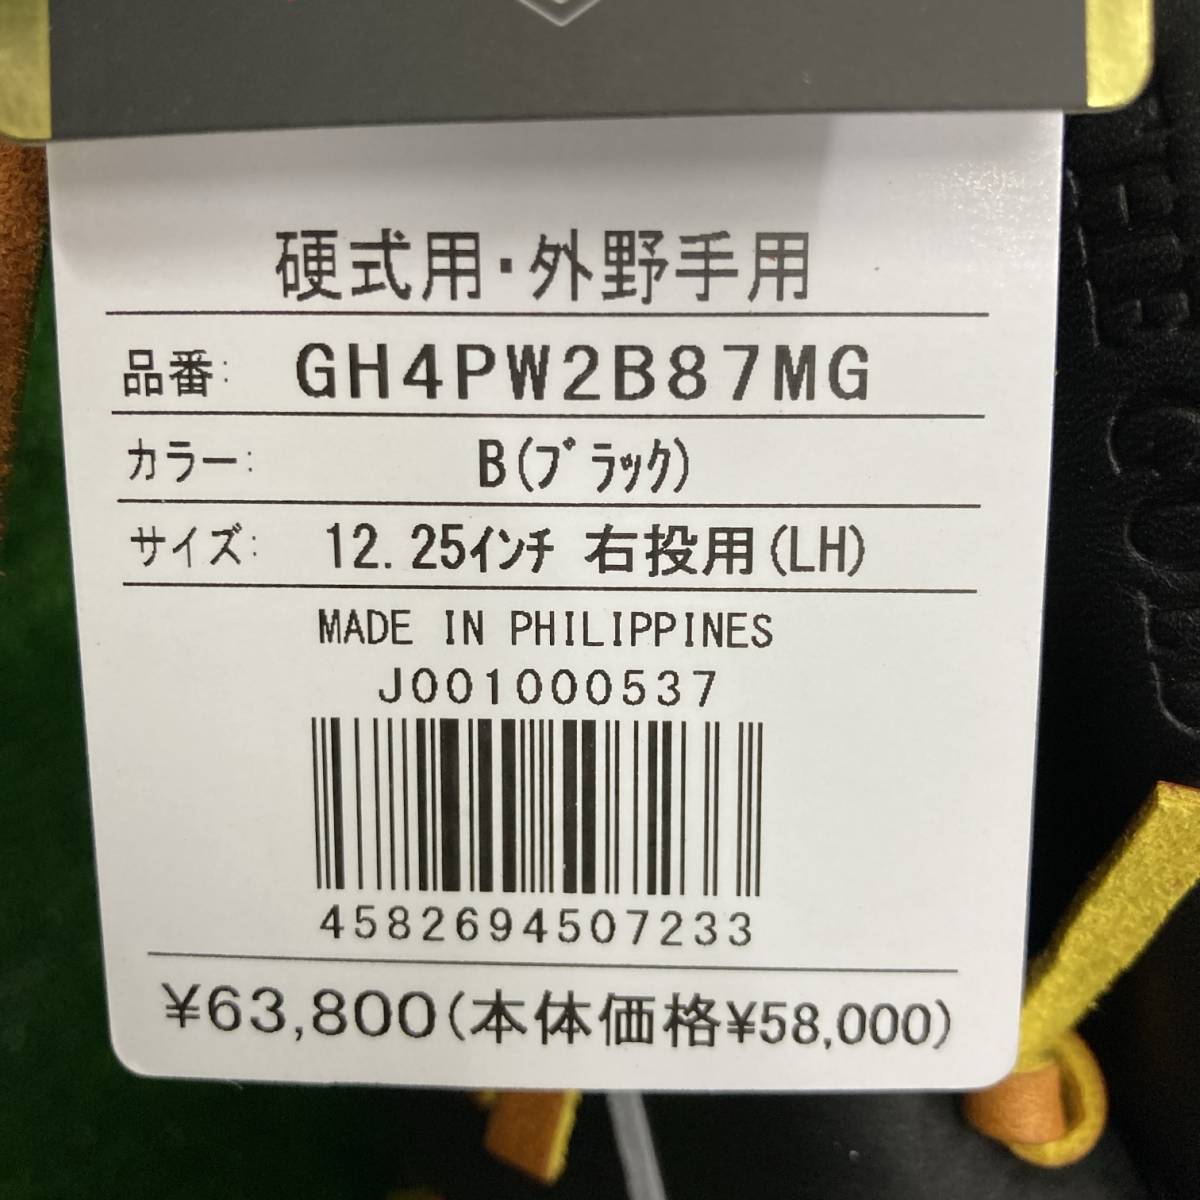 硬式用・外野手用
品番: GH4PW2B87MG
カラー: B(ﾌﾞﾗｯｸ)
サイズ: 12.25ｲﾝﾁ 右投用(LH)
MADE IN PHILIPPINES
J001000537
4582694507233
¥63,800(本体価格¥58,000)